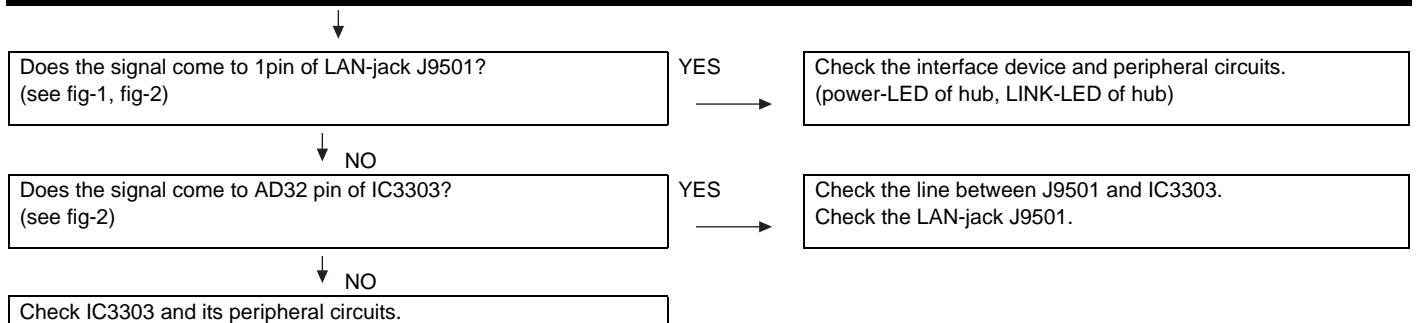 Does the signal come to 1pin of LAN-jack J9501?
(see fig-1, fig-2)
YES
Check the interface device and peripheral circuits.
(power-LED of hub, LINK-LED of hub)
NO
Does the signal come to AD32 pin of IC3303?
(see fig-2)
YES
Check the line between J9501 and IC3303.
Check the LAN-jack J9501.
NO
Check IC3303 and its peripheral circuits.